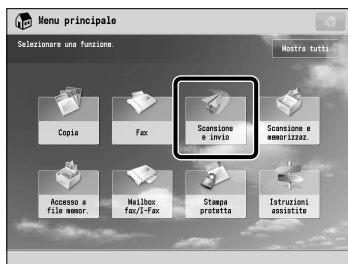 Menu principale
Selezionare una funzione.
Mostra tutti
Copia
Fax
Scansione
e invio
Scansione e
memorizzaz.
Accesso a
file memor.
Mailbox
fax/I-Fax
Stampa
protetta
Istruzioni
assistite